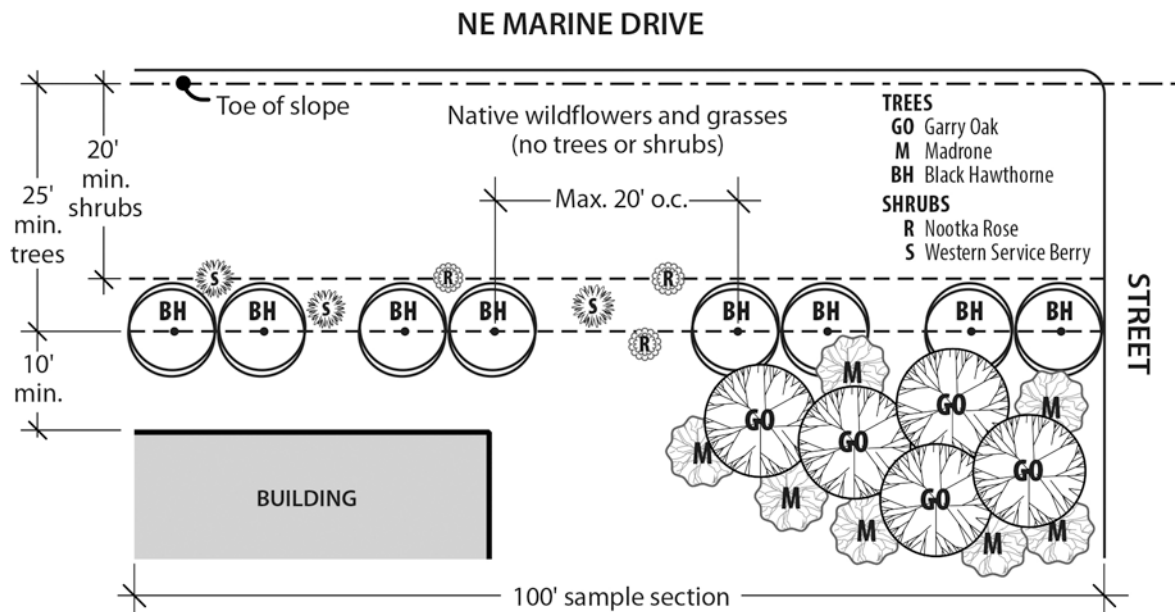 NE MARINE DRIVE
Toe of slope
Native wildflowers and grasses
(no trees or shrubs)
Max. 20' o.c.
25'
min.
trees
20'
min.
shrubs
10'
min.
TREES
GO Garry Oak
M Madrone
BH Black Hawthorne
SHRUBS
R Nootka Rose
S Western Service Berry
STREET
S
R
R
BH
BH
S
BH
BH
S
BH
BH
BH
BH
R
M
GO
GO
GO
M
M
GO
M
GO
M
M
M
BUILDING
100' sample section